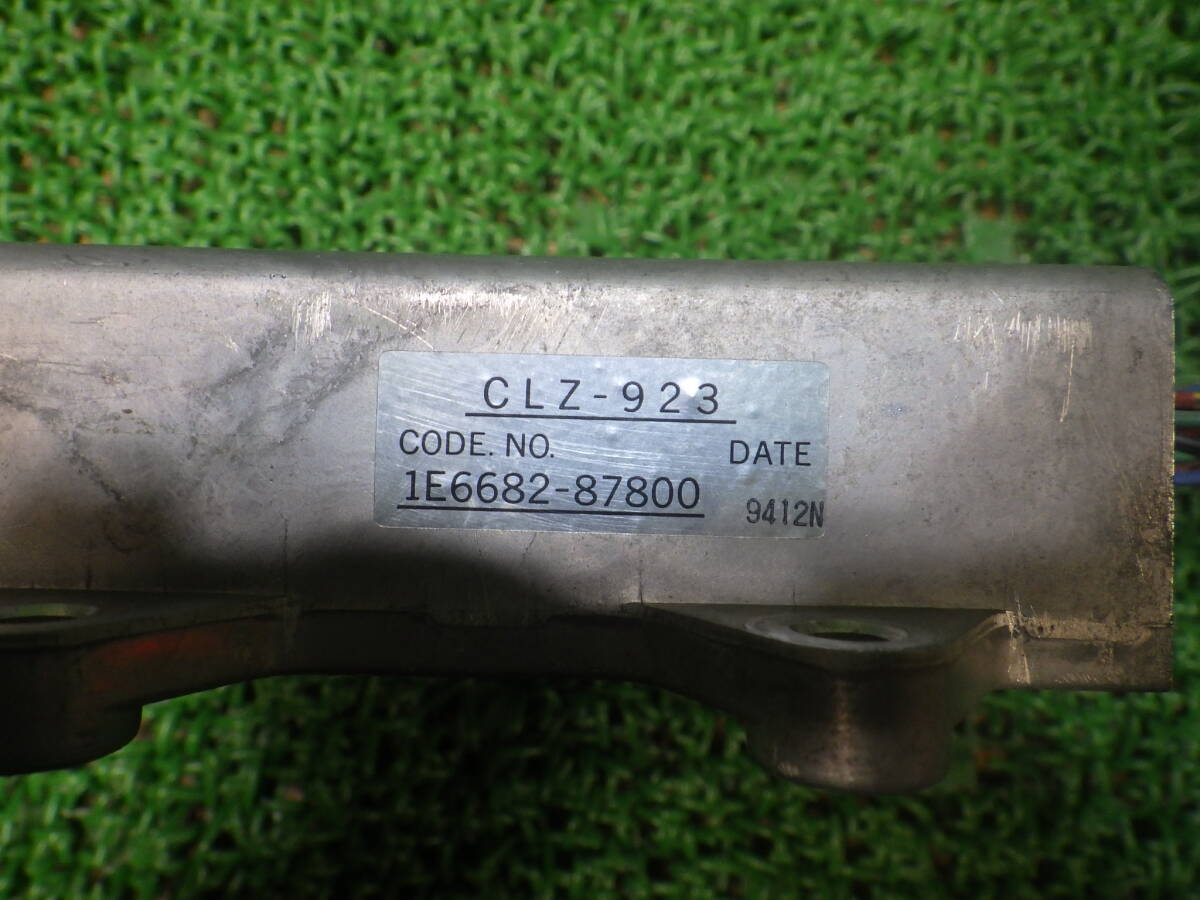 CLZ-923
CODE. NO. DATE
1E6682-87800 9412N